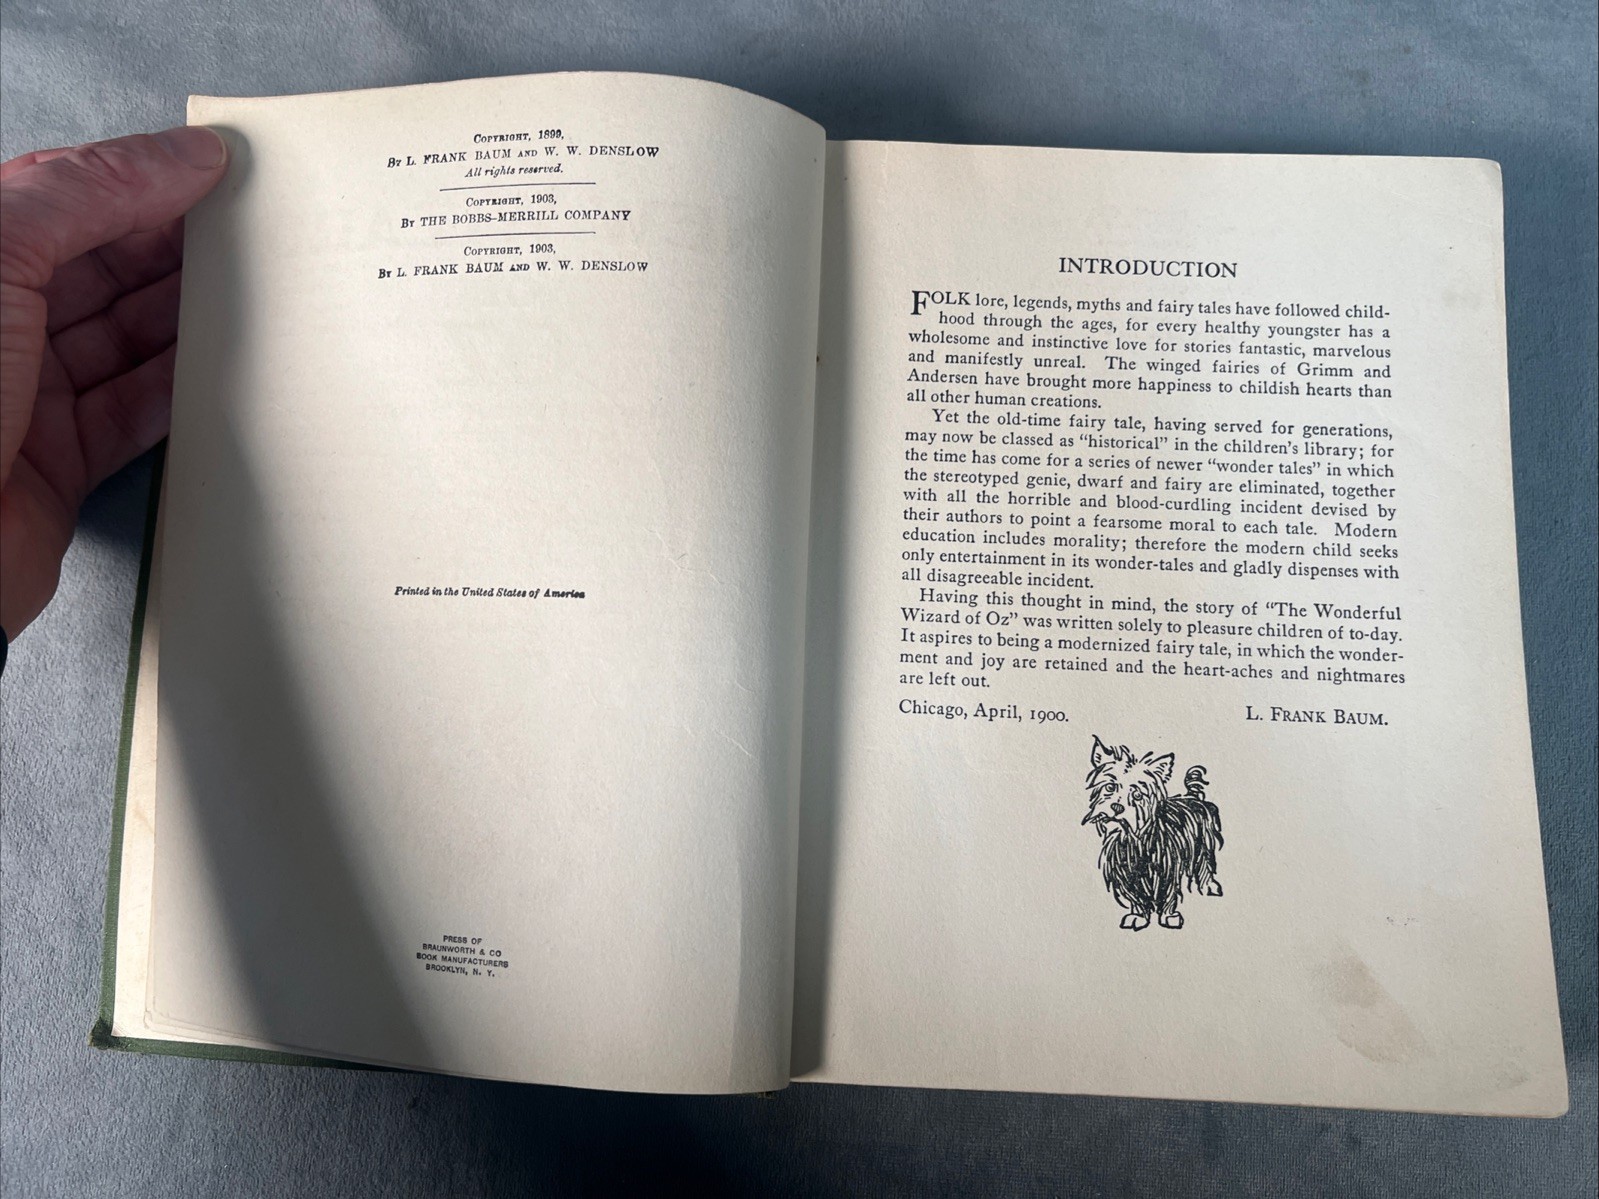 COPYRIGHT, 1899,
BY L. FRANK BAUM AND W. W. DENSLOW
All rights reserved.
COPYRIGHT, 1903,
BY THE BOBBS-MERRILL COMPANY
COPYRIGHT, 1903,
BY L. FRANK BAUM AND W. W. DENSLOW
Printed in the United States of America
PRESS OF
BRAUNWORTH & CO
BOOK MANUFACTURERS
BROOKLYN, N. Y.
INTRODUCTION
FOLK lore, legends, myths and fairy tales have followed child-
hood through the ages, for every healthy youngster has a
wholesome and instinctive love for stories fantastic, marvelous
and manifestly unreal. The winged fairies of Grimm and
Andersen have brought more happiness to childish hearts than
all other human creations.
Yet the old-time fairy tale, having served for generations,
may now be classed as “historical” in the children’s library; for
the time has come for a series of newer “wonder tales” in which
the stereotyped genie, dwarf and fairy are eliminated, together
with all the horrible and blood-curdling incident devised by
their authors to point a fearsome moral to each tale. Modern
education includes morality; therefore the modern child seeks
only entertainment in its wonder-tales and gladly dispenses with
all disagreeable incident.
Having this thought in mind, the story of “The Wonderful
Wizard of Oz” was written solely to pleasure children of to-day.
It aspires to being a modernized fairy tale, in which the wonder-
ment and joy are retained and the heart-aches and nightmares
are left out.
Chicago, April, 1900. L. FRANK BAUM.